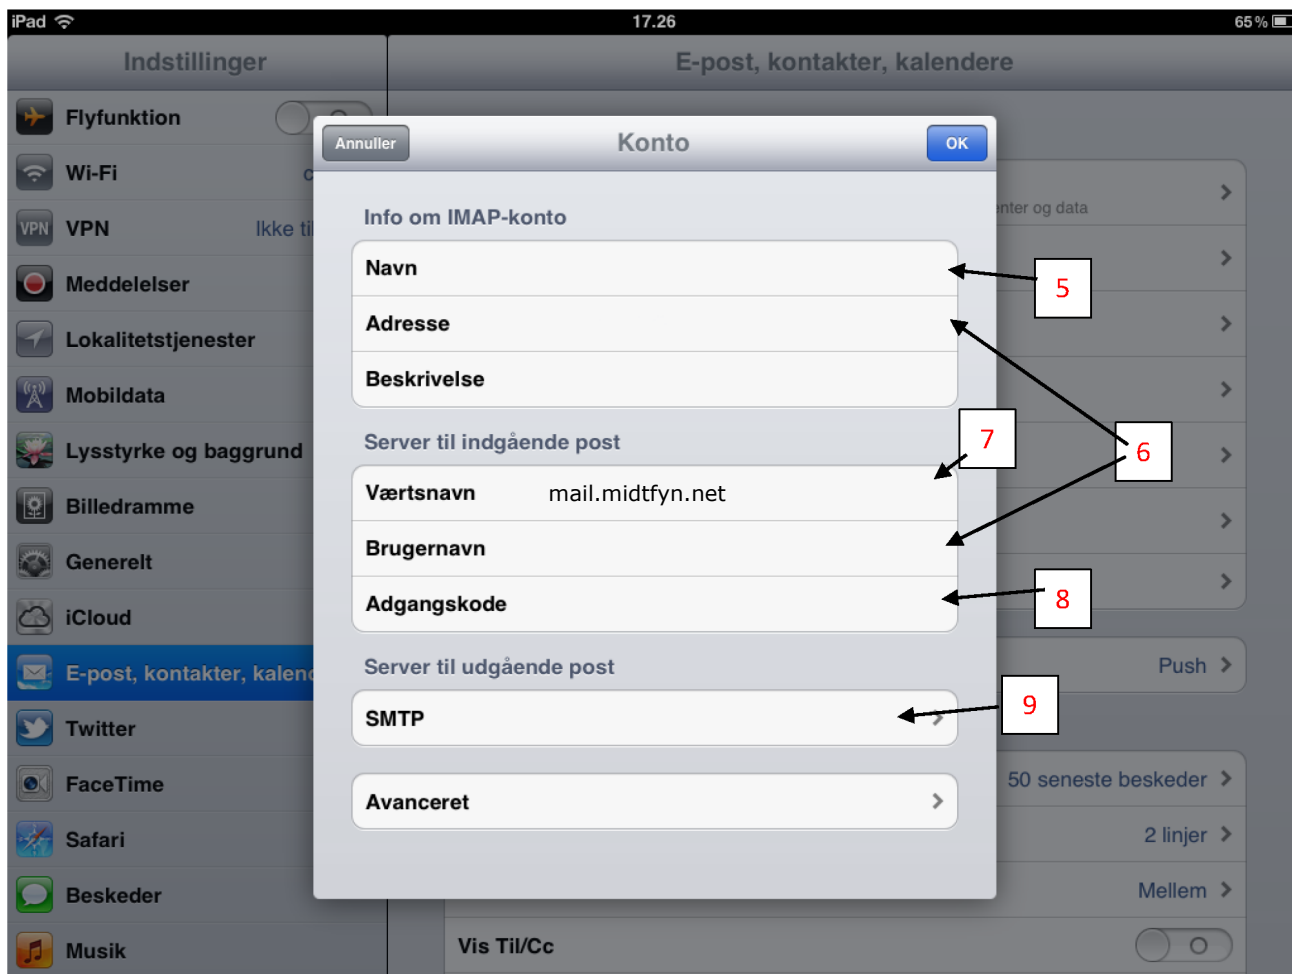 iPad 17.26 65%
Indstillinger E-post, kontakter, kalendere
Flyfunktion
Annuller Konto OK
Wi-Fi
Info om IMAP-konto
enter og data
VPN VPN Ikke til
Navn
5
Meddelelser
Adresse
Lokalitetstjenester
Beskrivelse
Mobildata
Server til indgående post 7
6
Lysstyrke og baggrund
Værtsnavn mail.midtfyn.net
Billedramme
Brugernavn
Generelt
Adgangskode 8
iCloud
Server til udgående post
E-post, kontakter, kalend Push
9
SMTP
Twitter
FaceTime 50 seneste beskeder
Avanceret
Safari 2 linjer
Beskeder Mellem
Musik Vis Til/Cc